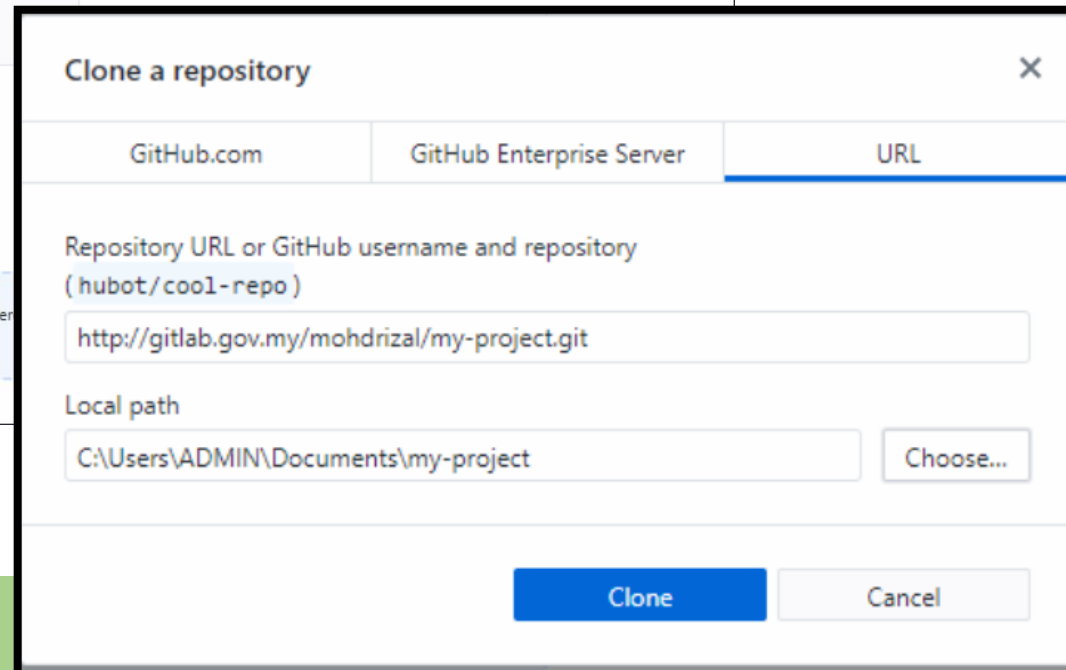 Clone a repository
GitHub.com
GitHub Enterprise Server
URL
Repository URL or GitHub username and repository
(hubot/cool-repo)
http://gitlab.gov.my/mohdrizal/my-project.git
Local path
C:\Users\ADMIN\Documents\my-project
Choose...
Clone
Cancel